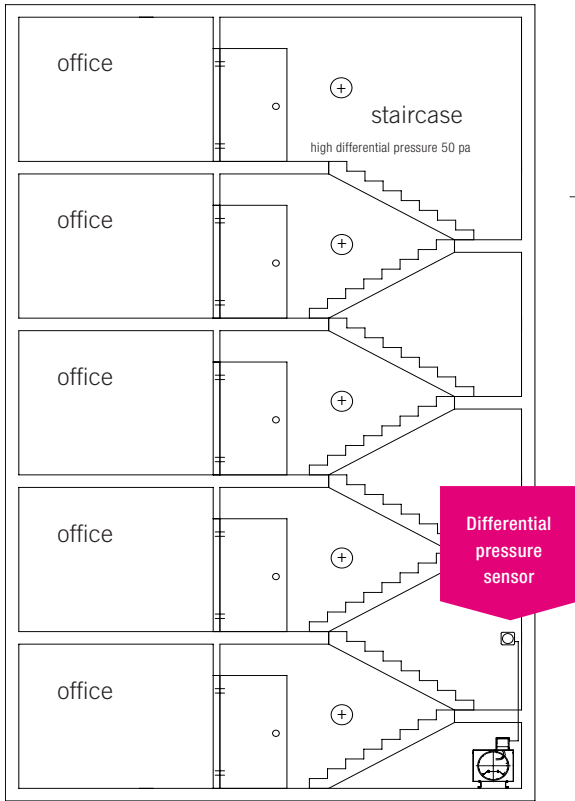 office
+
staircase
high differential pressure 50 pa
office
+
office
+
Differential
pressure
sensor
office
+
office
+